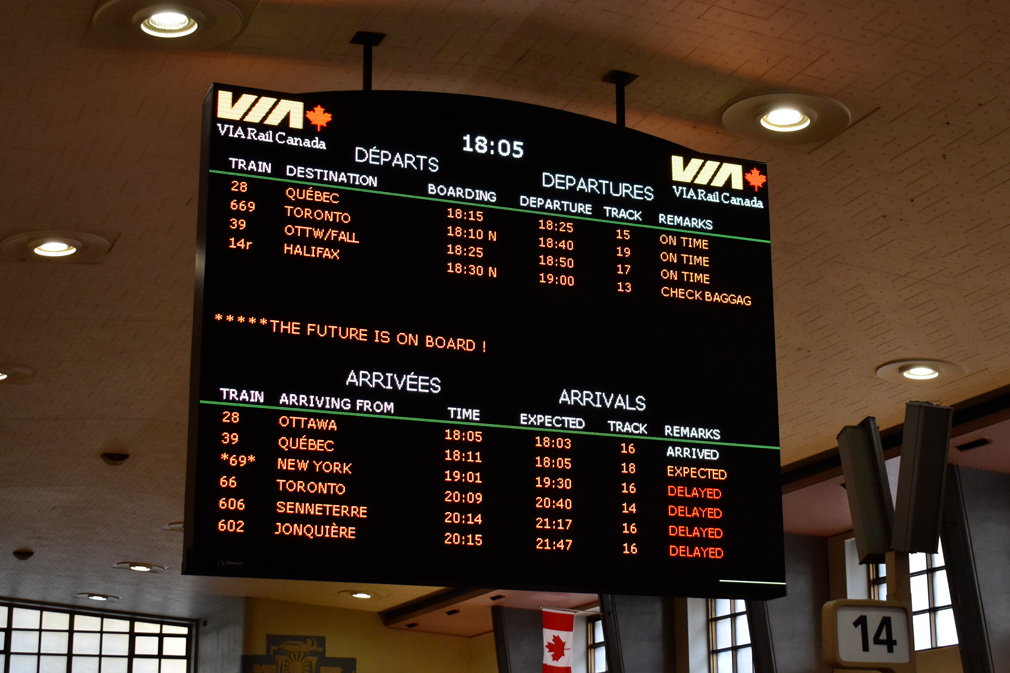 VIA
VIA Rail Canada
18:05
VIA
VIA Rail Canada
DÉPARTS DEPARTURES
TRAIN DESTINATION BOARDING DEPARTURE TRACK REMARKS
28 QUÉBEC 18:15 18:25 15 ON TIME
669 TORONTO 18:10 N 18:40 19 ON TIME
39 OTTW/FALL 18:25 18:50 17 ON TIME
14r HALIFAX 18:30 N 19:00 13 CHECK BAGGAG
*****THE FUTURE IS ON BOARD !
ARRIVÉES ARRIVALS
TRAIN ARRIVING FROM TIME EXPECTED TRACK REMARKS
28 OTTAWA 18:05 18:03 16 ARRIVED
39 QUÉBEC 18:11 18:05 18 EXPECTED
*69* NEW YORK 19:01 19:30 16 DELAYED
66 TORONTO 20:09 20:40 14 DELAYED
606 SENNETERRE 20:14 21:17 16 DELAYED
602 JONQUIÈRE 20:15 21:47 16 DELAYED
14